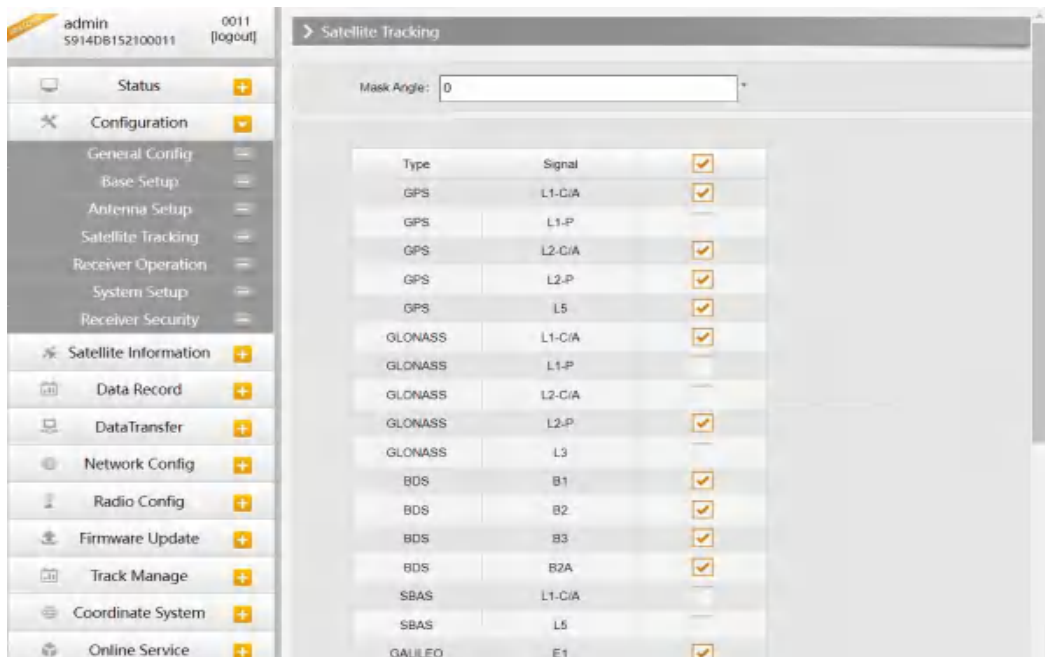 admin 0011
S914DB152100011 [logout]
Status
Configuration
General Config
Base Setup
Antenna Setup
Satellite Tracking
Receiver Operation
System Setup
Receiver Security
Satellite Information
Data Record
DataTransfer
Network Config
Radio Config
Firmware Update
Track Manage
Coordinate System
Online Service
> Satellite Tracking
Mask Angle: 0 *
Type Signal
GPS L1-C/A
GPS L1-P
GPS L2-C/A
GPS L2-P
GPS L5
GLONASS L1-C/A
GLONASS L1-P
GLONASS L2-C/A
GLONASS L2-P
GLONASS L3
BDS B1
BDS B2
BDS B3
BDS B2A
SBAS L1-C/A
SBAS L5
GALILEO E1